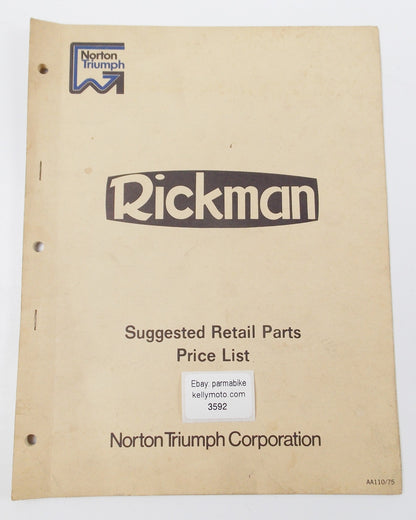 Norton
Triumph
Rickman
Suggested Retail Parts
Price List
Ebay: parmabike
kellymoto.com
3592
Norton Triumph Corporation
AA110/75